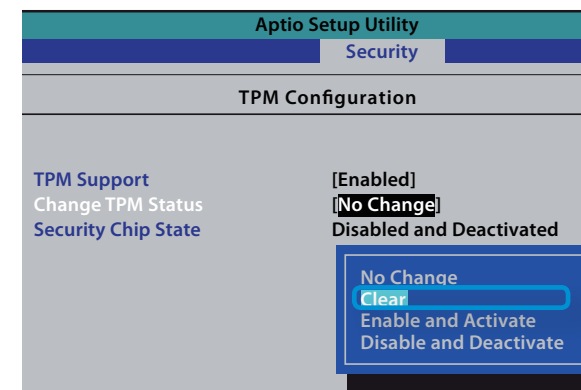 Aptio Setup Utility
Security
TPM Configuration
TPM Support [Enabled]
Change TPM Status [No Change]
Security Chip State Disabled and Deactivated
No Change
Clear
Enable and Activate
Disable and Deactivate